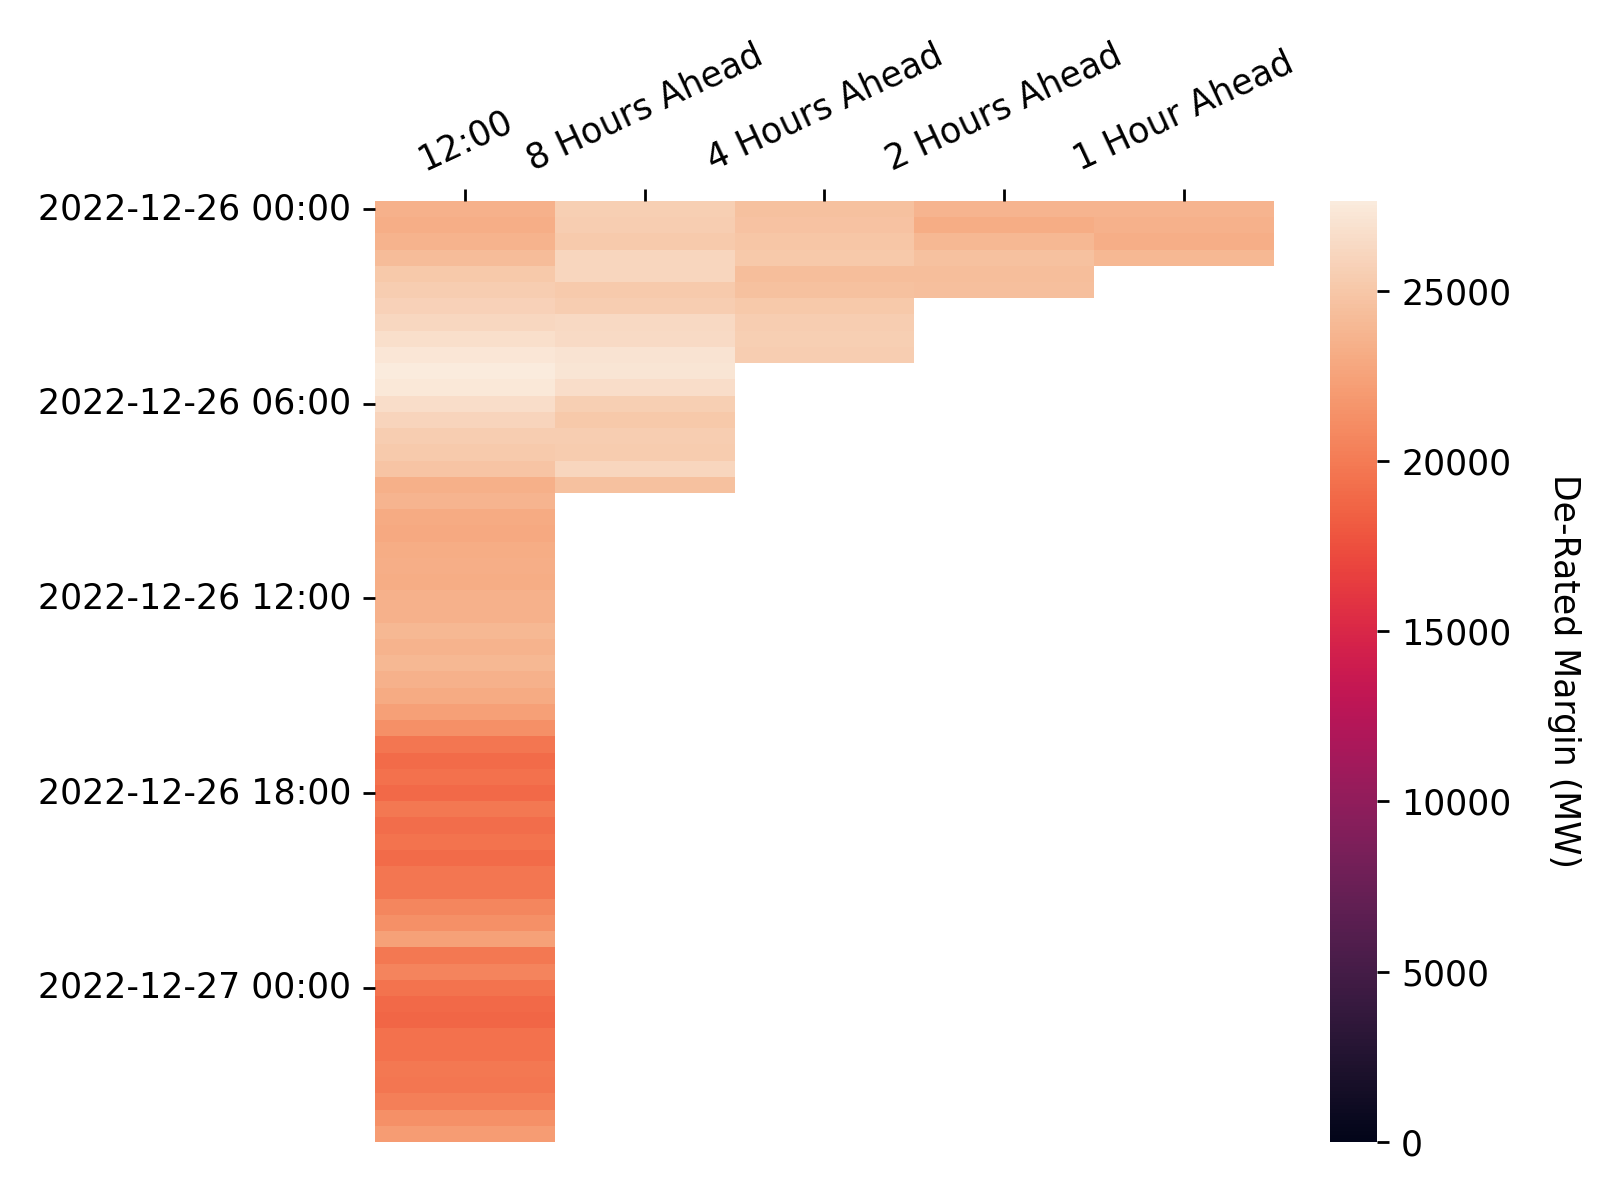 12:00
8 Hours Ahead
4 Hours Ahead
2 Hours Ahead
1 Hour Ahead
2022-12-26 00:00
2022-12-26 06:00
2022-12-26 12:00
2022-12-26 18:00
2022-12-27 00:00
25000
20000
15000
10000
5000
0
De-Rated Margin (MW)